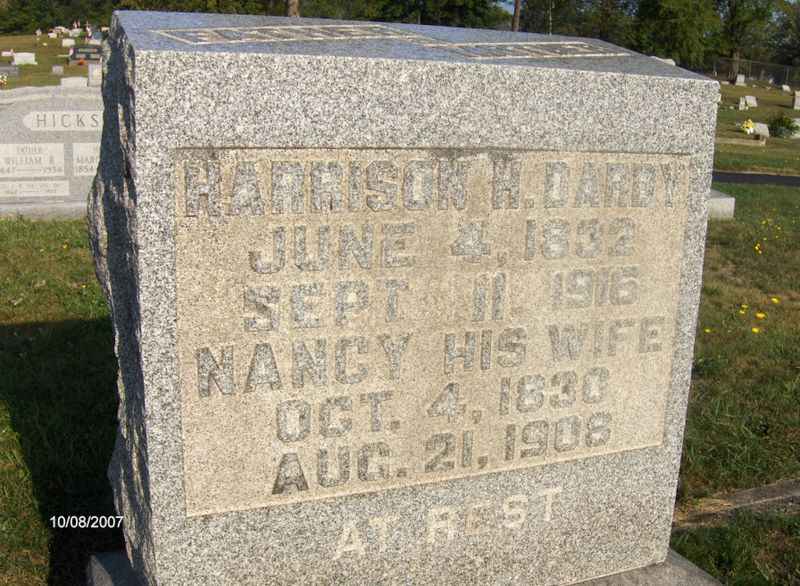 HARRISON H. DARBY
JUNE 4, 1832
SEPT 11, 1916
NANCY HIS WIFE
OCT. 4, 1830
AUG. 21, 1908
AT REST
HICKS
FATHER
WILLIAM R.
10/08/2007